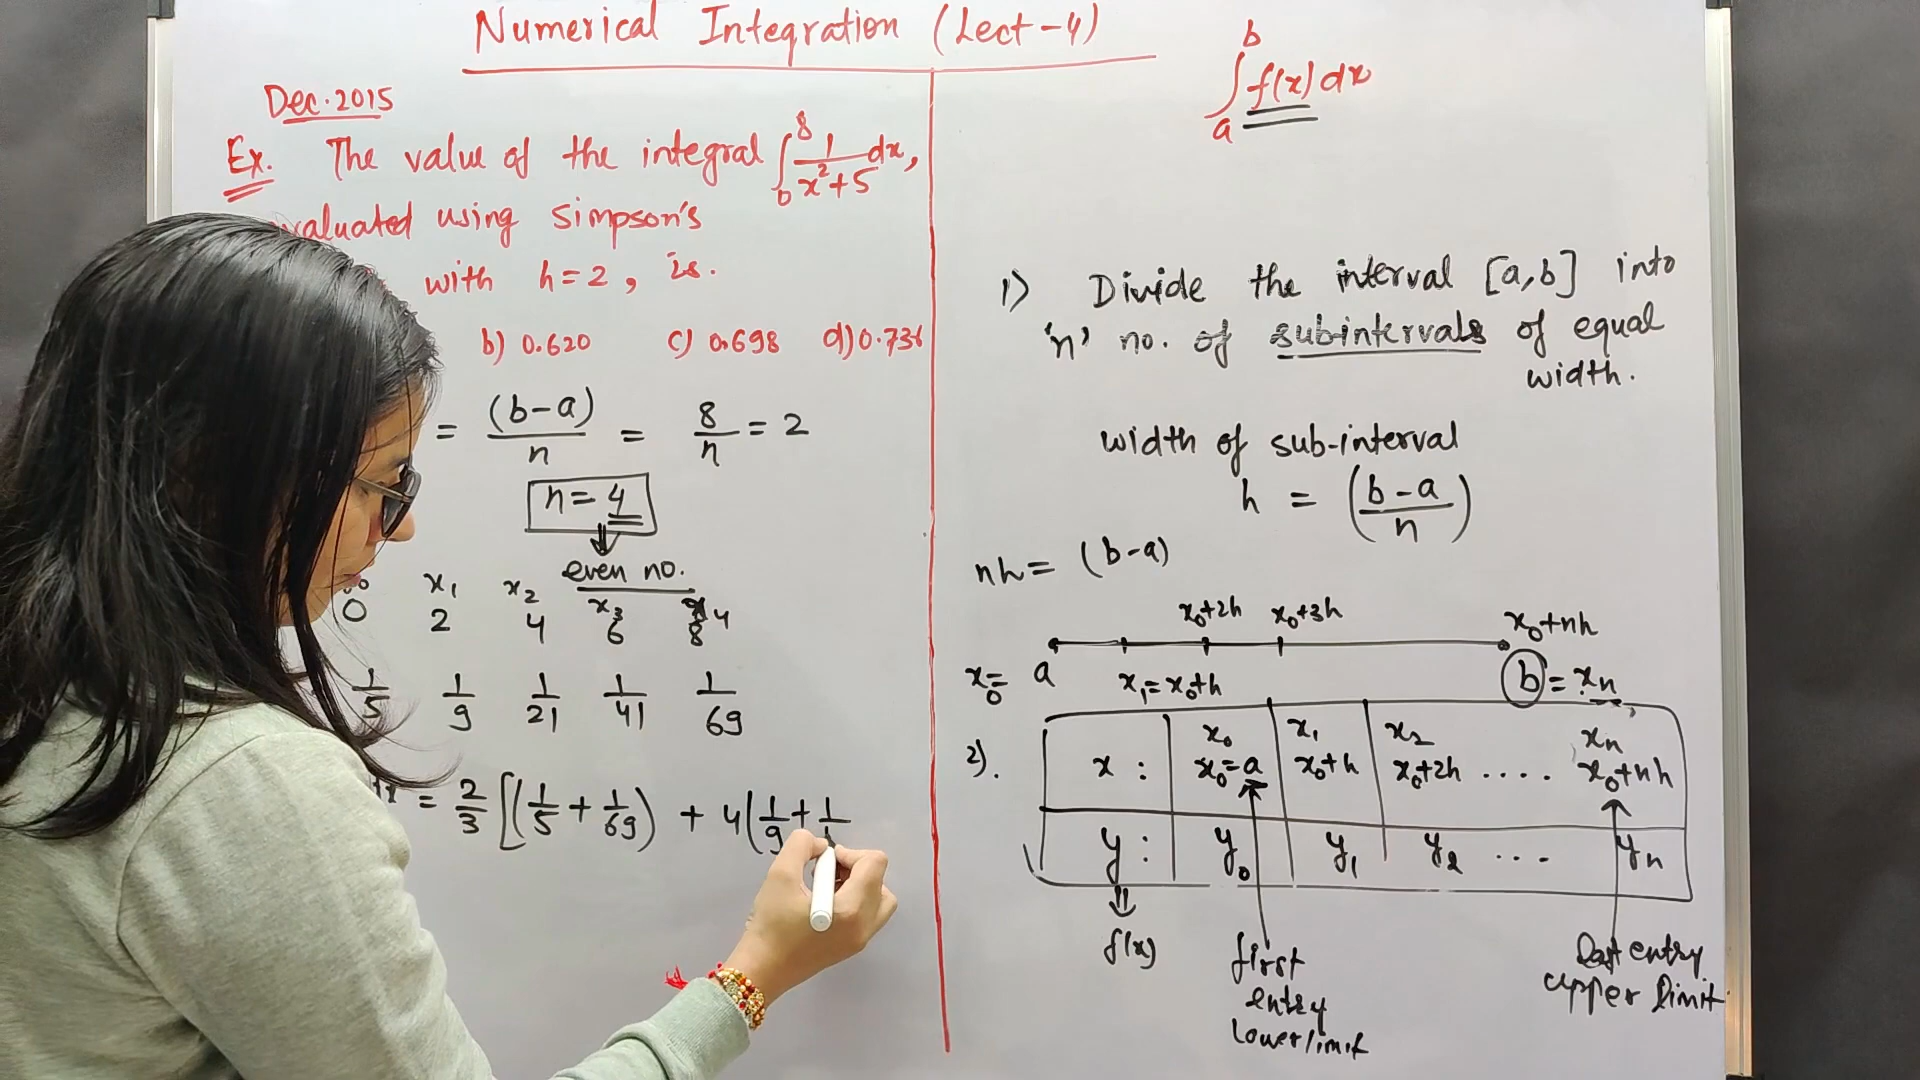 Numerical Integration (Lect-4)
Dec. 2015
Ex. The value of the integral ∫₀⁸ 1/(x²+5) dx,
valuated using Simpson's
with h=2, is.
b) 0.620 c) 0.698 d) 0.736
= (b-a)/n = 8/n = 2
n = 4
even no.
x₁ x₂ x₃ x₄
0 2 4 6 8
1/5 1/9 1/21 1/41 1/69
= 2/3 [(1/5 + 1/69) + 4(1/9 + 1/
∫ₐᵇ f(x) dx
1) Divide the interval [a,b] into
'n' no. of subintervals of equal
width.
width of sub-interval
h = (b-a/n)
nh = (b-a)
x₀+2h x₀+3h x₀+nh
x₀= a x₁=x₀+h b = xₙ
2).
x₀ x₁ x₂ xₙ
x : x₀=a x₀+h x₀+2h .... x₀+nh
y : y₀ y₁ y₂ ... yₙ
f(x)
first
entry
lower limit
Last entry
upper limit